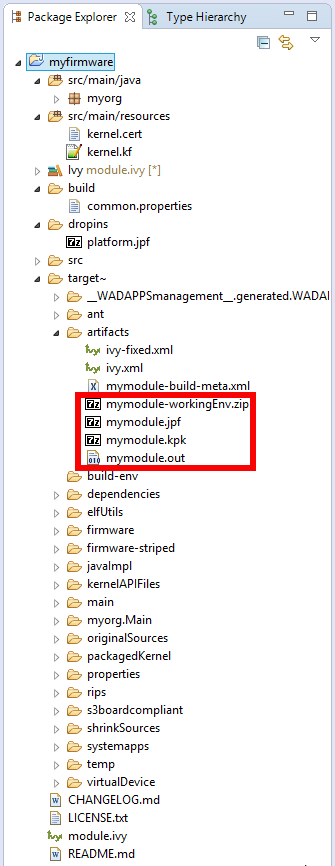 Package Explorer Type Hierarchy
myfirmware
src/main/java
myorg
src/main/resources
kernel.cert
kernel.kf
Ivy module.ivy [*]
build
common.properties
dropins
platform.jpf
src
target~
__WADAPPSmanagement__.generated.WADA
ant
artifacts
ivy-fixed.xml
ivy.xml
mymodule-build-meta.xml
mymodule-workingEnv.zip
mymodule.jpf
mymodule.kpk
mymodule.out
build-env
dependencies
elfUtils
firmware
firmware-striped
javaImpl
kernelAPIFiles
main
myorg.Main
originalSources
packagedKernel
properties
rips
s3boardcompliant
shrinkSources
systemapps
temp
virtualDevice
CHANGELOG.md
LICENSE.txt
module.ivy
README.md